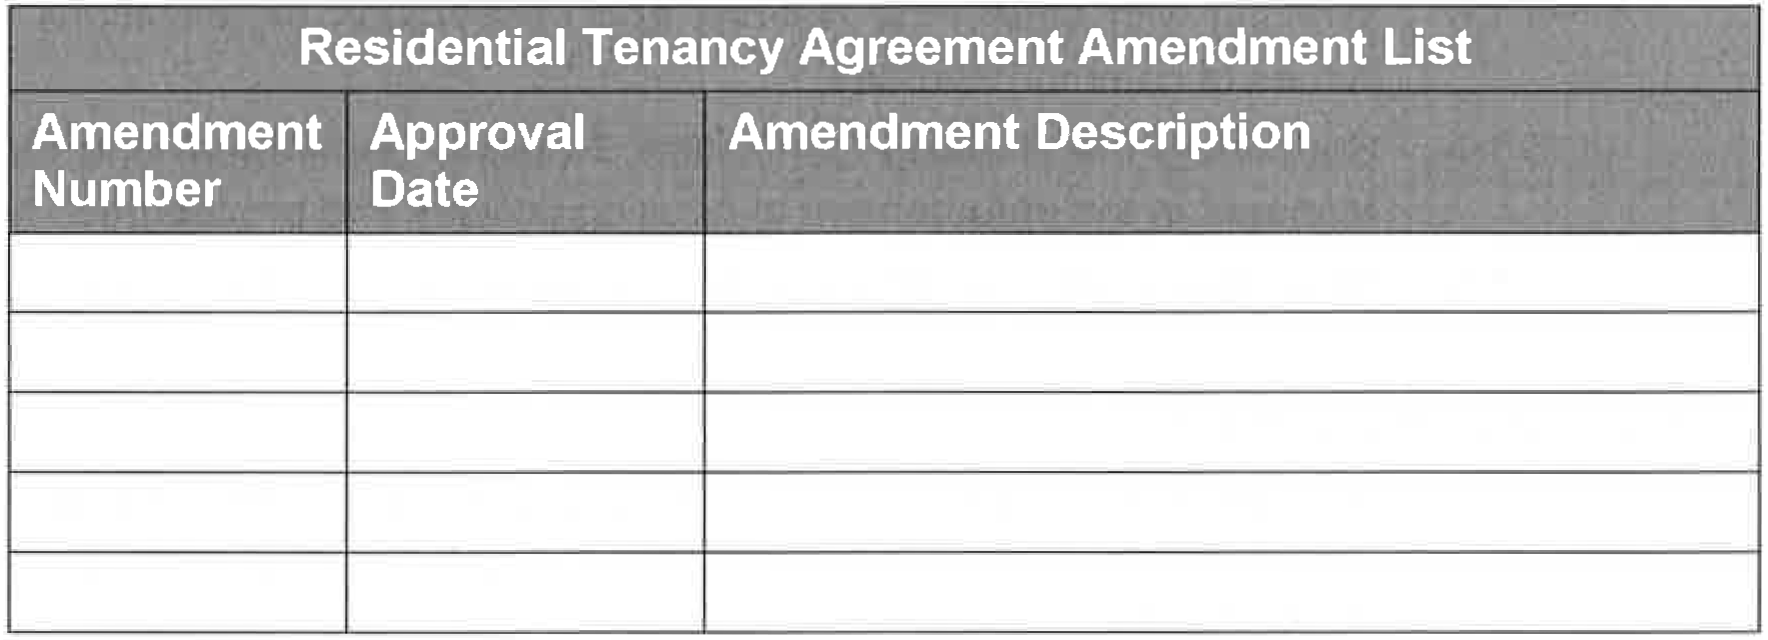 Residential Tenancy Agreement Amendment List
Amendment Number
Approval Date
Amendment Description